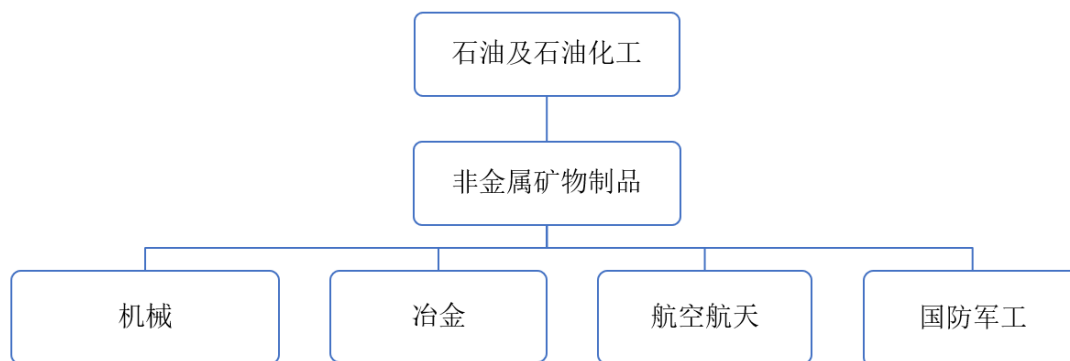 石油及石油化工
非金属矿物制品
机械
冶金
航空航天
国防军工